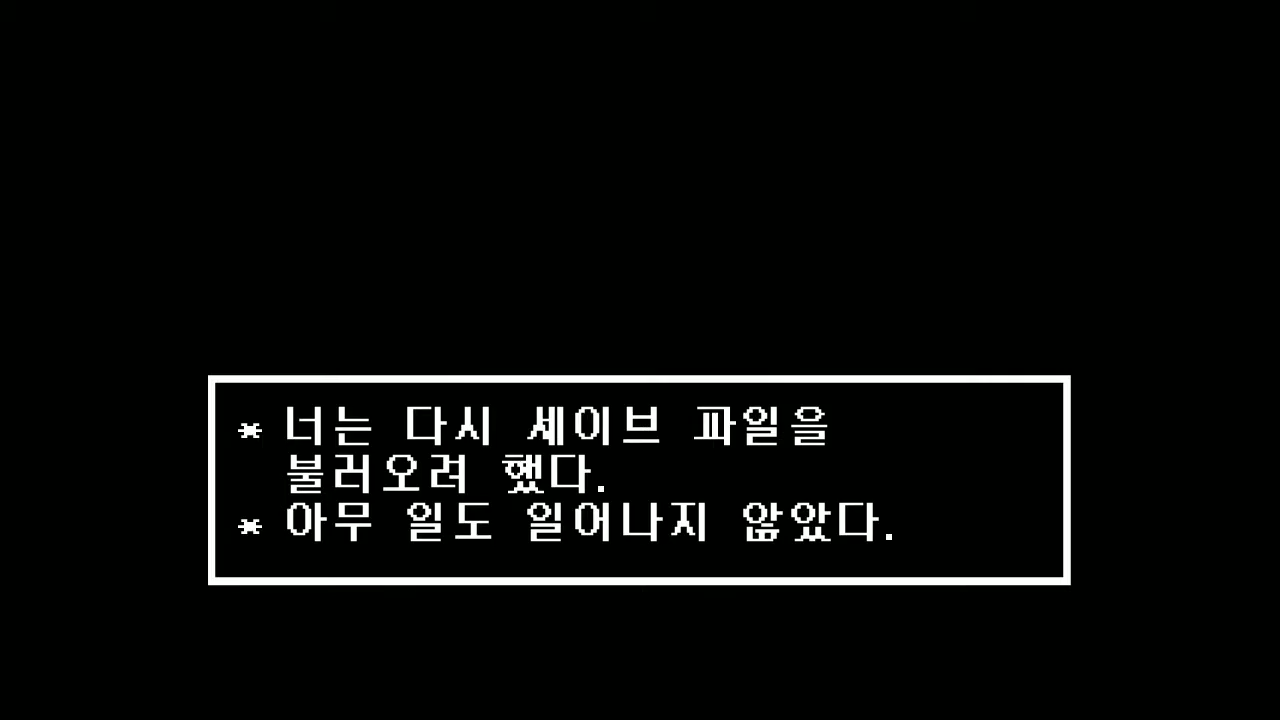 * 너는 다시 세이브 파일을
불러오려 했다.
* 아무 일도 일어나지 않았다.